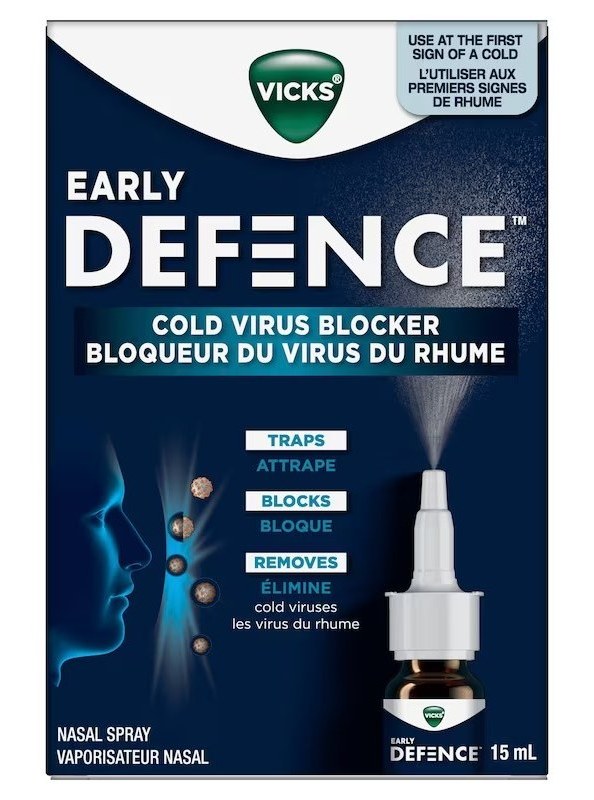 USE AT THE FIRST
SIGN OF A COLD
L'UTILISER AUX
PREMIERS SIGNES
DE RHUME
VICKS®
EARLY
DEFENCE™
COLD VIRUS BLOCKER
BLOQUEUR DU VIRUS DU RHUME
TRAPS
ATTRAPE
BLOCKS
BLOQUE
REMOVES
ÉLIMINE
cold viruses
les virus du rhume
NASAL SPRAY
VAPORISATEUR NASAL
VICKS
EARLY
DEFENCE
15 mL